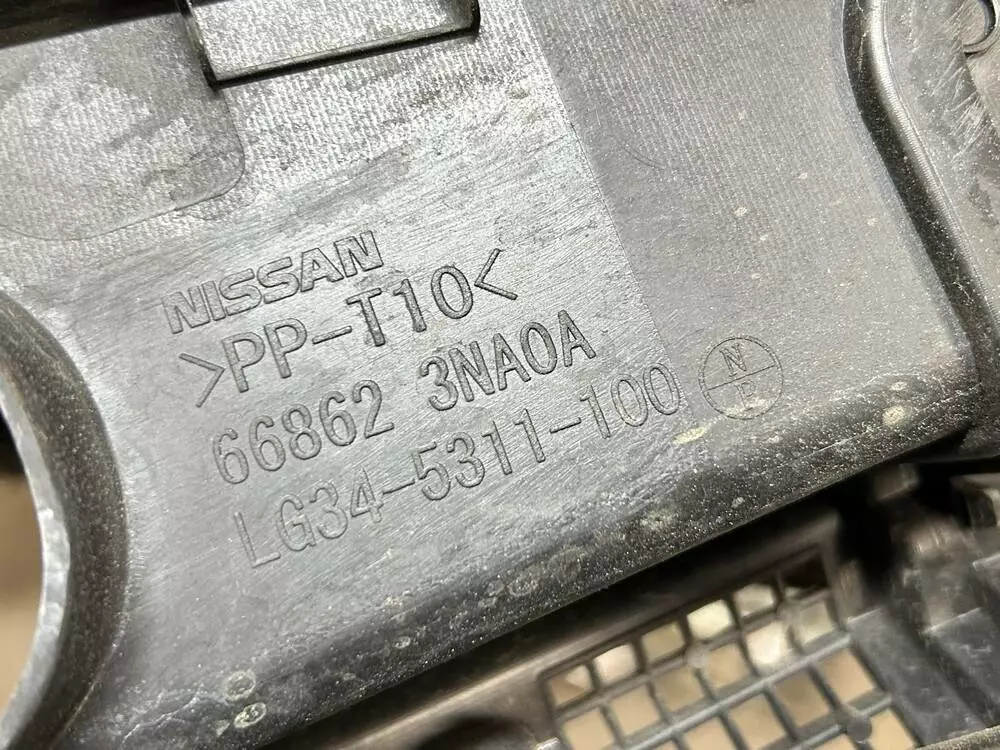 NISSAN
>PP-T10<
66862 3NA0A
LG34-5311-100
N
P